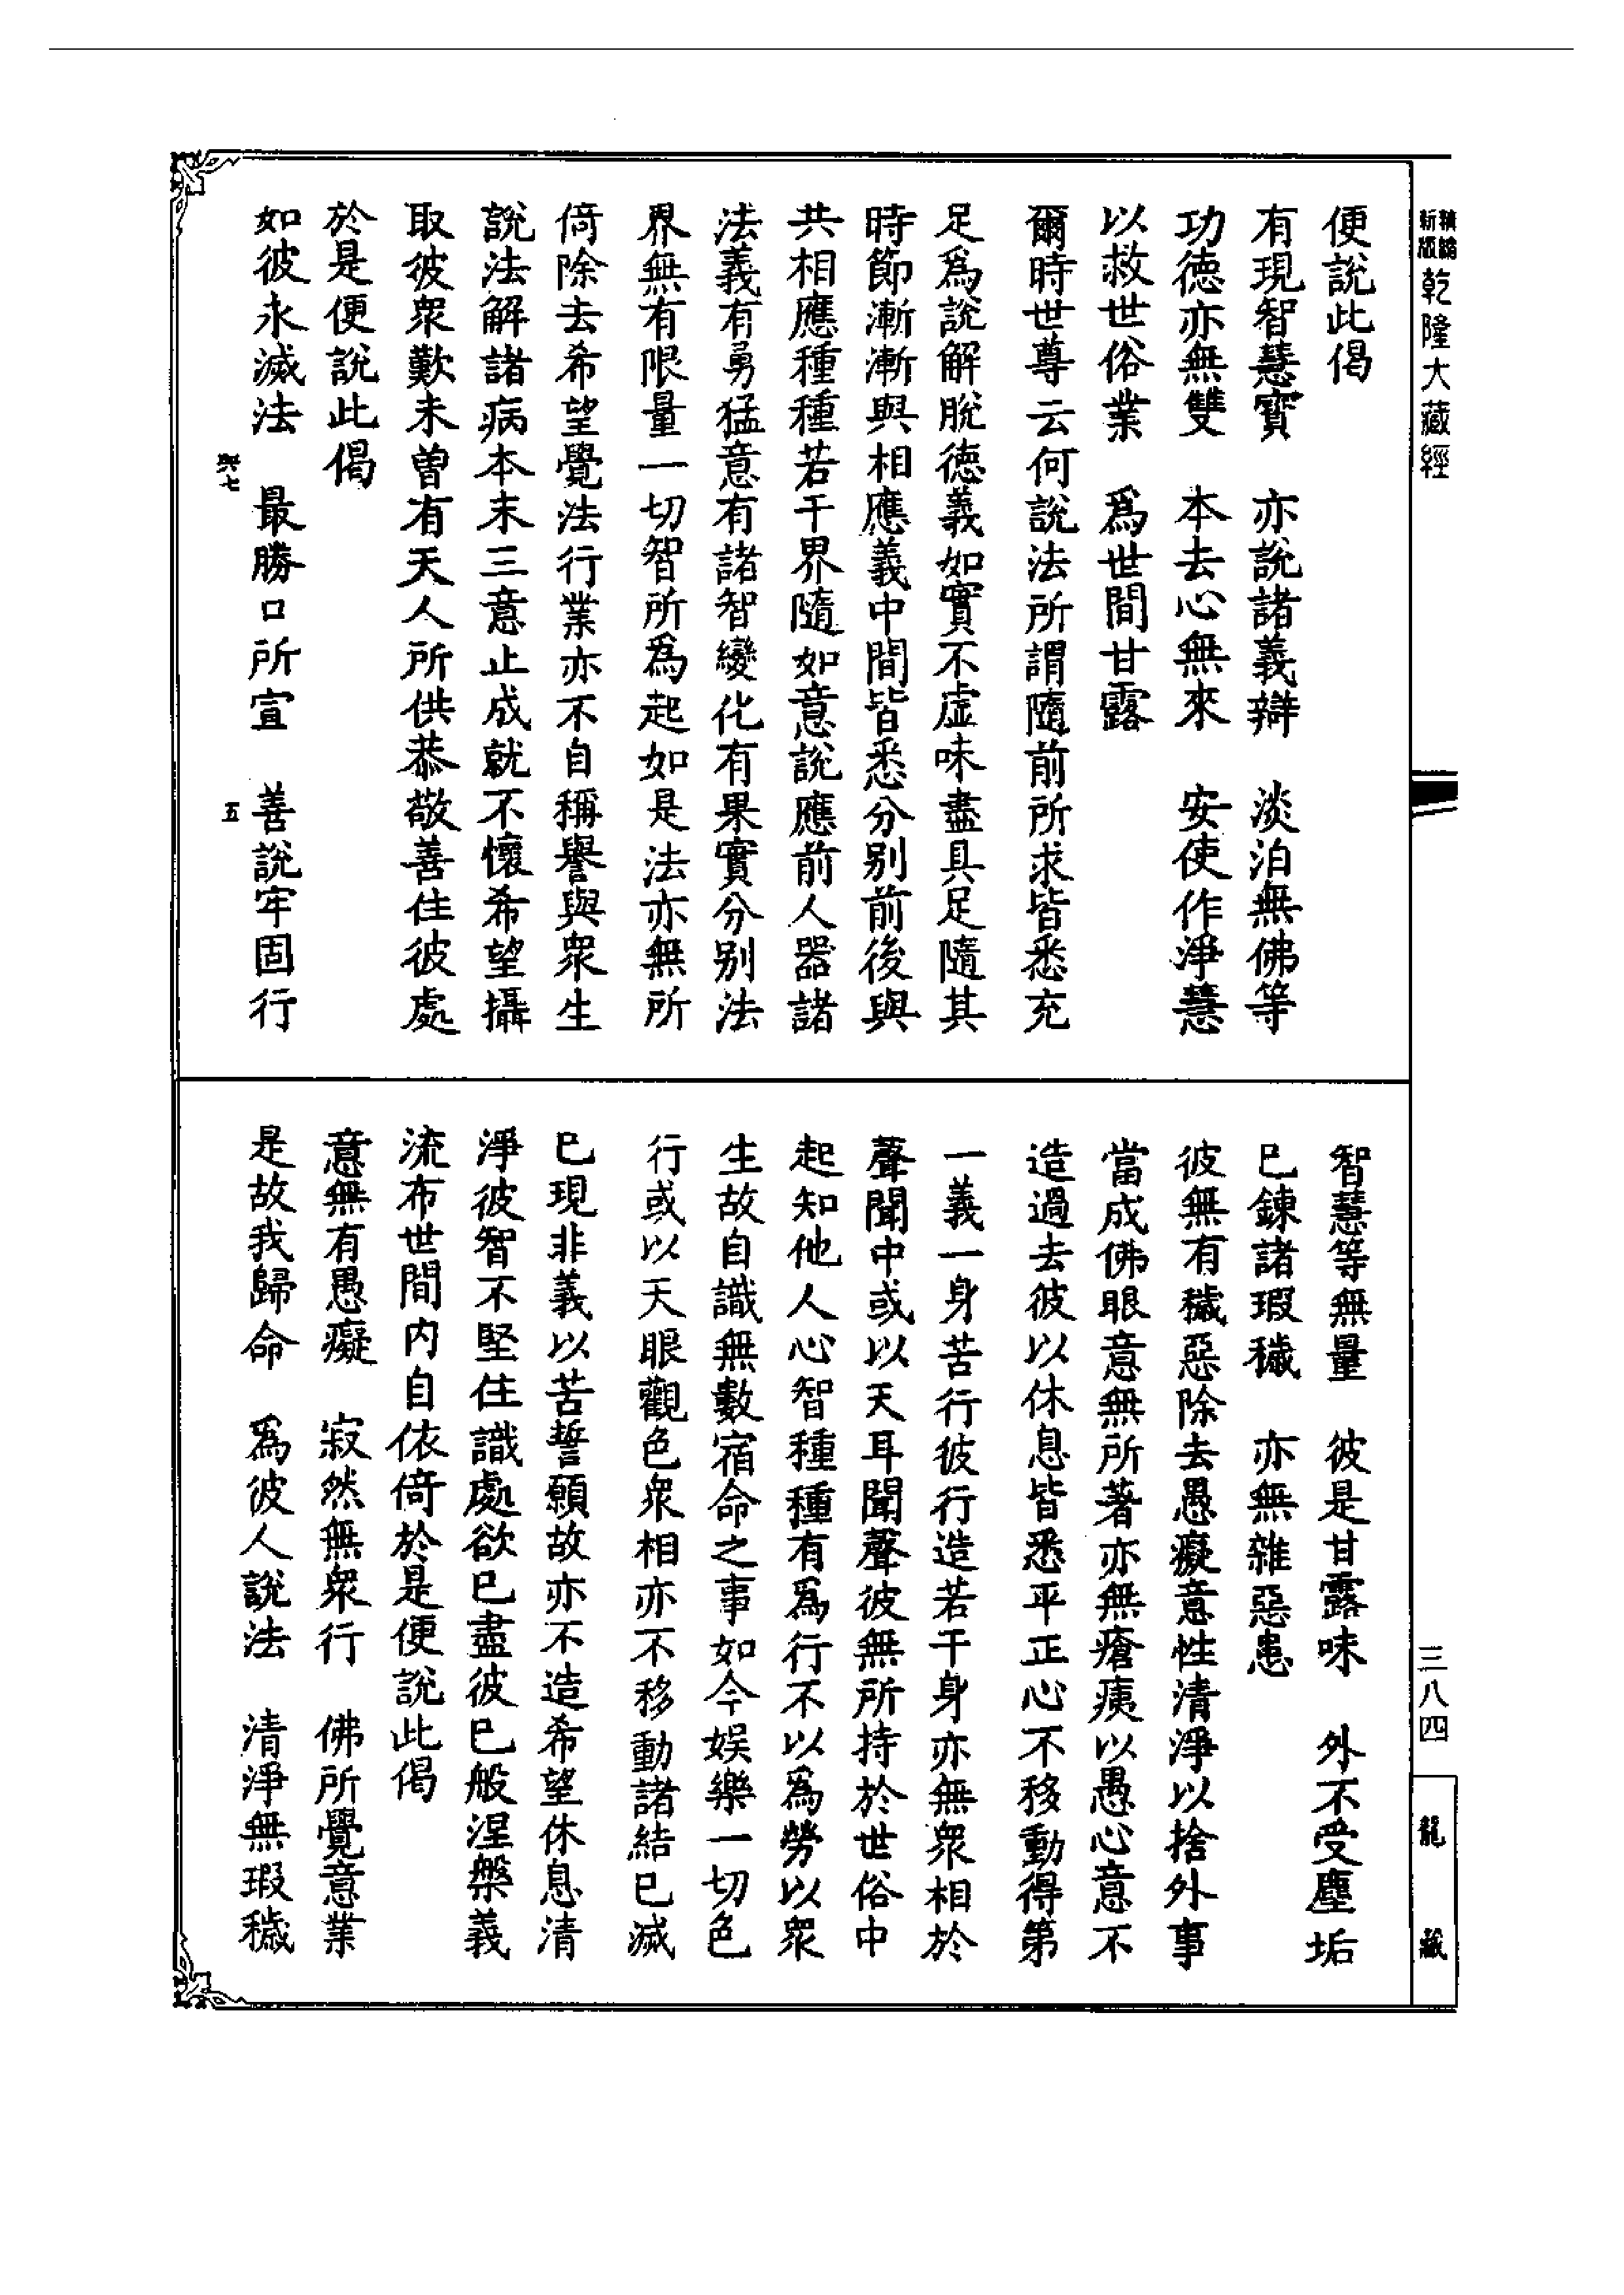 精縮
新版
乾隆大藏經
便說此偈
有現智慧寶　亦說諸義辯　淡泊無佛等
功德亦無雙　本去心無來　安使作淨慧
以救世俗業　爲世間甘露
爾時世尊云何說法所謂隨前所求皆悉充
足爲說解脫德義如實不虛味盡具足隨其
時節漸漸與相應義中間皆悉分別前後與
共相應種種若干界隨如意說應前人器諸
法義有勇猛意有諸智變化有果實分別法
界無有限量一切智所爲起如是法亦無所
倚除去希望覺法行業亦不自稱譽與衆生
說法解諸病本末三意止成就不懷希望攝
取彼衆歎未曾有天人所供恭敬善住彼處
於是便說此偈
如彼永滅法　最勝口所宣　善說牢固行
與七　五
智慧等無量　彼是甘露味　外不受塵垢
已鍊諸瑕穢　亦無雜惡患
彼無有穢惡除去愚癡意性清淨以捨外事
當成佛眼意無所著亦無瘡痍以愚心意不
造過去彼以休息皆悉平正心不移動得第
一義一身苦行彼行造若干身亦無衆相於
聲聞中或以天耳聞聲彼無所持於世俗中
起知他人心智種種有爲行不以爲勞以衆
生故自識無數宿命之事如今娛樂一切色
行或以天眼觀色衆相亦不移動諸結已滅
已現非義以苦誓願故亦不造希望休息清
淨彼智不堅住識處欲已盡彼已般涅槃義
流布世間内自依倚於是便說此偈
意無有愚癡　寂然無衆行　佛所覺意業
是故我歸命　爲彼人說法　清淨無瑕穢
三八四
龍藏